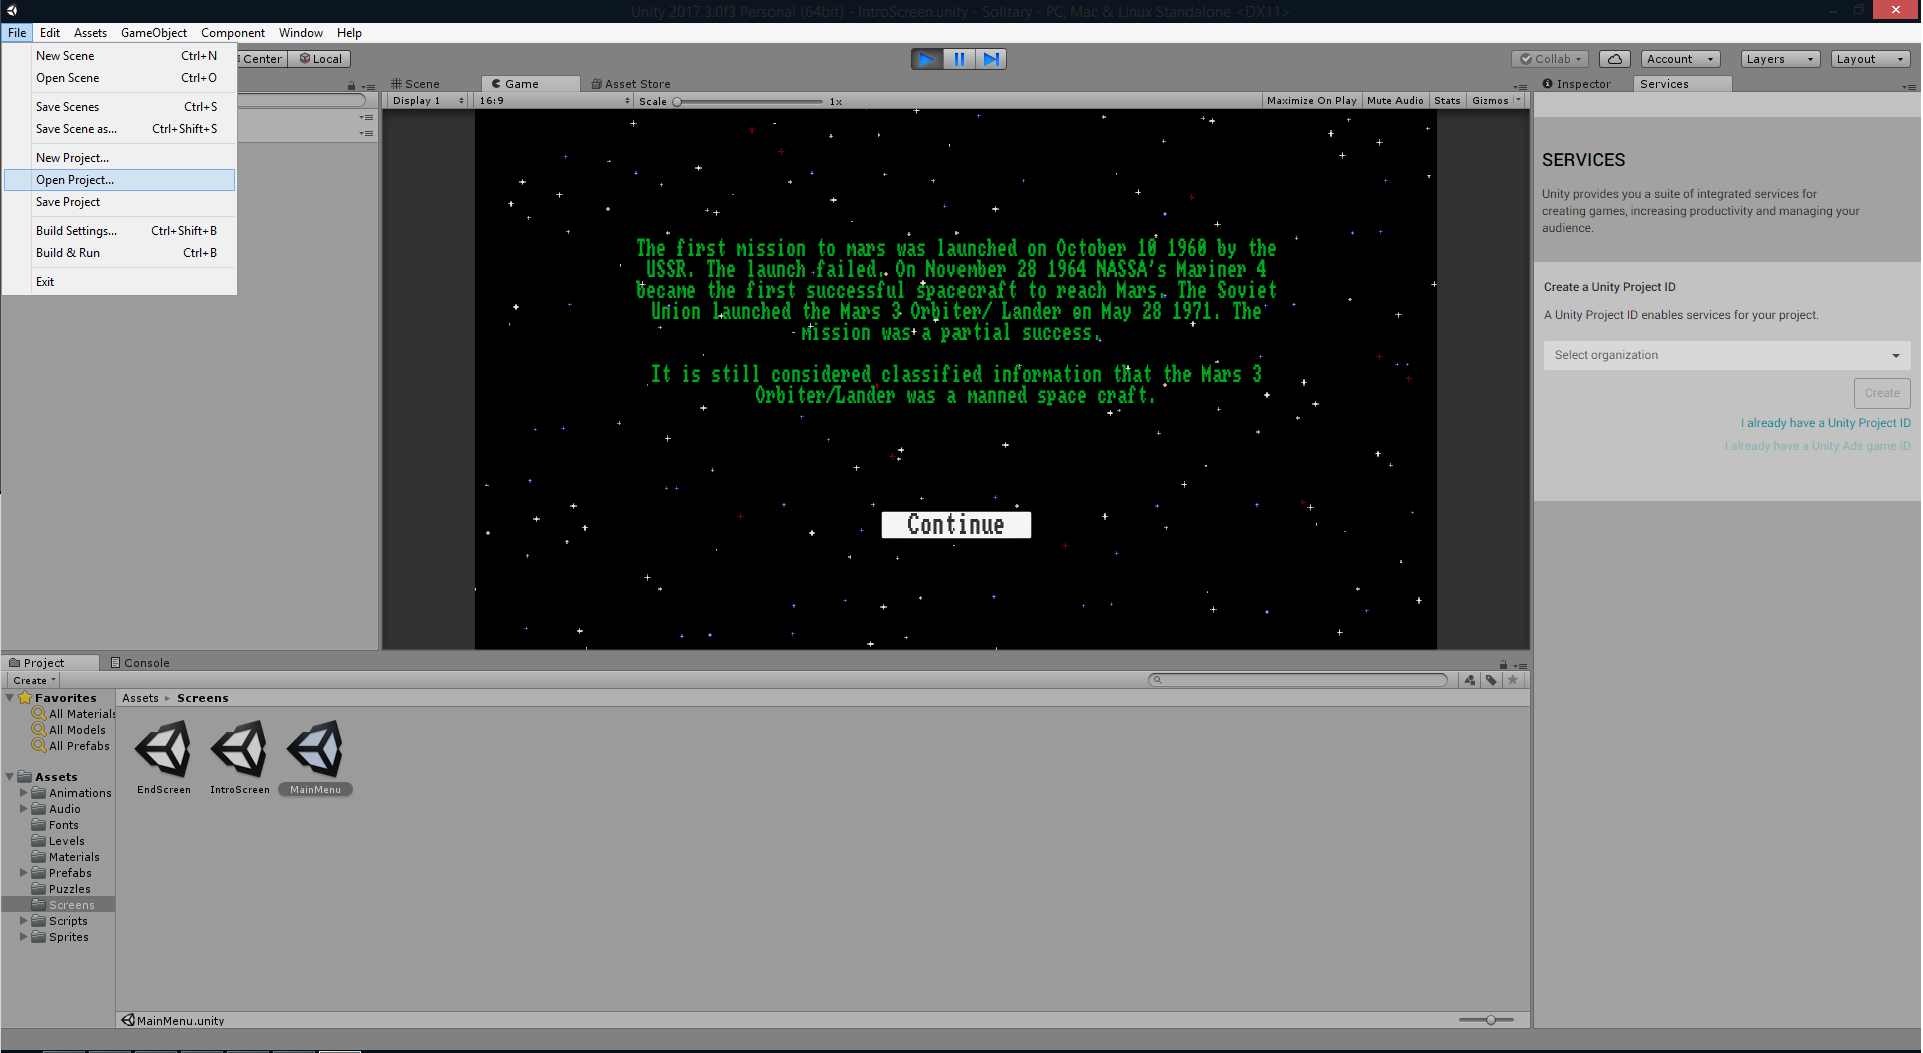 Unity 2017.3.0f3 Personal (64bit) - IntroScreen.unity - Solitary - PC, Mac & Linux Standalone <DX11>
File Edit Assets GameObject Component Window Help
New Scene Ctrl+N
Open Scene Ctrl+O
Save Scenes Ctrl+S
Save Scene as... Ctrl+Shift+S
New Project...
Open Project...
Save Project
Build Settings... Ctrl+Shift+B
Build & Run Ctrl+B
Exit
Center Local
Collab Account Layers Layout
Scene Game Asset Store
Display 1 16:9 Scale 1x Maximize On Play Mute Audio Stats Gizmos
The first mission to mars was launched on October 10 1960 by the
USSR. The launch failed. On November 28 1964 NASSA's Mariner 4
became the first successful spacecraft to reach Mars. The Soviet
Union launched the Mars 3 Orbiter/ Lander on May 28 1971. The
mission was a partial success.
It is still considered classified information that the Mars 3
Orbiter/Lander was a manned space craft.
Continue
Inspector Services
SERVICES
Unity provides you a suite of integrated services for
creating games, increasing productivity and managing your
audience.
Create a Unity Project ID
A Unity Project ID enables services for your project.
Select organization
Create
I already have a Unity Project ID
I already have a Unity Ads game ID
Project Console
Create
Favorites
All Materials
All Models
All Prefabs
Assets
Animations
Audio
Fonts
Levels
Materials
Prefabs
Puzzles
Screens
Scripts
Sprites
Assets Screens
EndScreen IntroScreen MainMenu
MainMenu.unity